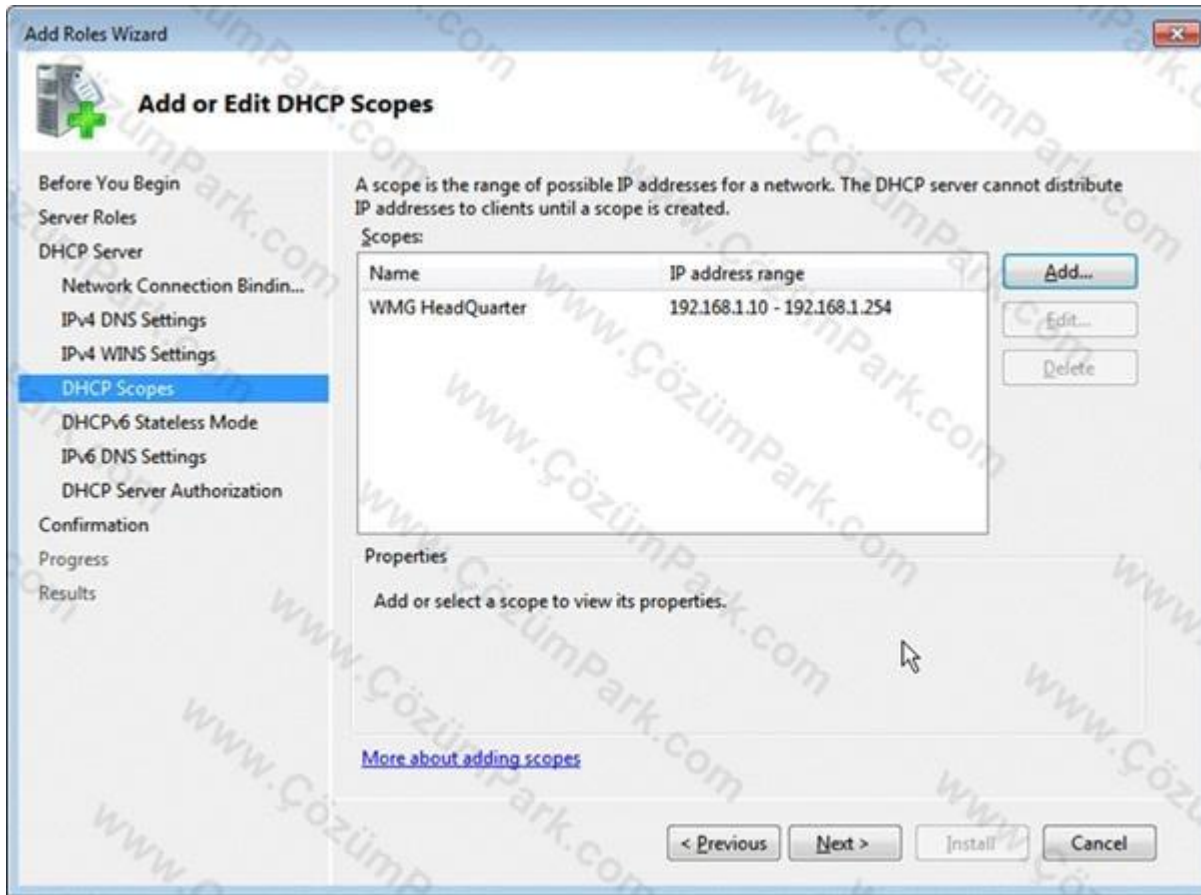 Add Roles Wizard
Add or Edit DHCP Scopes
Before You Begin
Server Roles
DHCP Server
Network Connection Bindin...
IPv4 DNS Settings
IPv4 WINS Settings
DHCP Scopes
DHCPv6 Stateless Mode
IPv6 DNS Settings
DHCP Server Authorization
Confirmation
Progress
Results
A scope is the range of possible IP addresses for a network. The DHCP server cannot distribute
IP addresses to clients until a scope is created.
Scopes:
Name IP address range
WMG HeadQuarter 192.168.1.10 - 192.168.1.254
Add...
Edit...
Delete
Properties
Add or select a scope to view its properties.
More about adding scopes
< Previous Next > Install Cancel
www.ÇözümPark.com